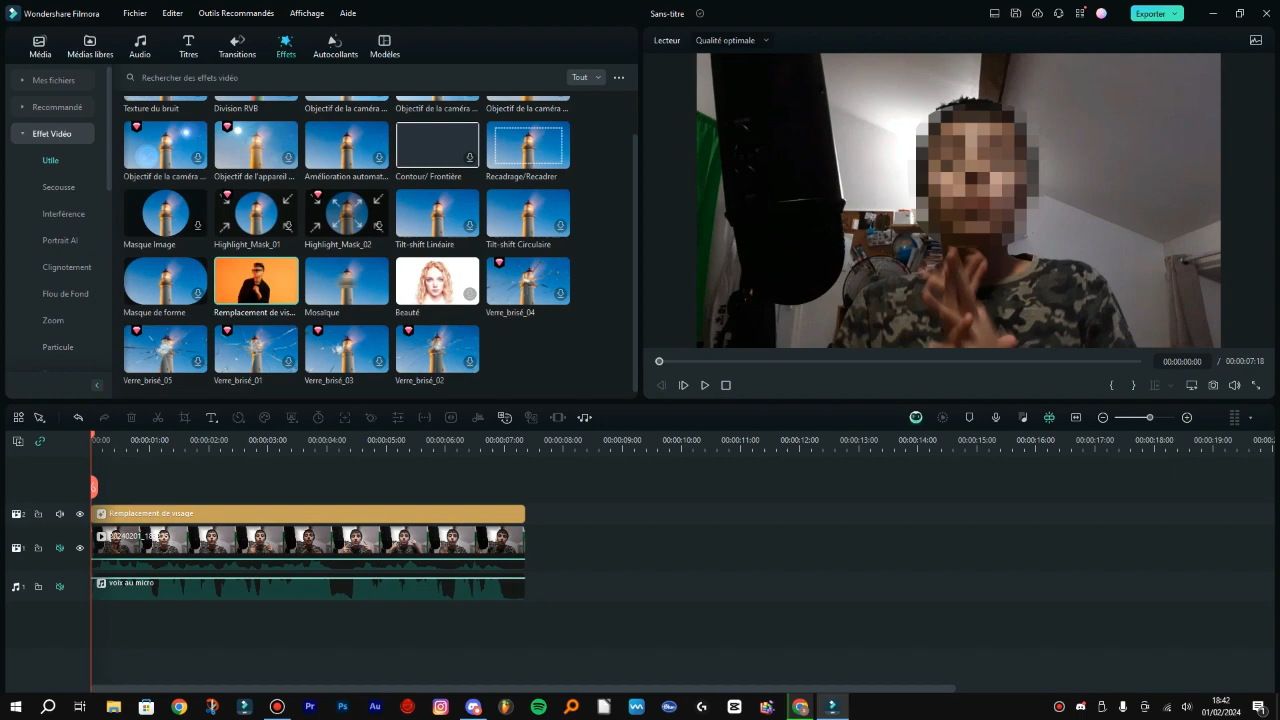 Wondershare Filmora
Fichier
Editer
Outils Recommandés
Affichage
Aide
Sans-titre
Exporter
Média
Médias libres
Audio
Titres
Transitions
Effets
Autocollants
Modèles
Lecteur
Qualité optimale
Mes fichiers
Recommandé
Effet Vidéo
Utile
Secousse
Interférence
Portrait AI
Clignotement
Flou de Fond
Zoom
Particule
Rechercher des effets vidéo
Tout
Texture du bruit
Division RVB
Objectif de la caméra ...
Objectif de la caméra ...
Objectif de la caméra ...
Objectif de la caméra ...
Objectif de l'appareil ...
Amélioration automat...
Contour/ Frontière
Recadrage/Recadrer
Masque Image
Highlight_Mask_01
Highlight_Mask_02
Tilt-shift Linéaire
Tilt-shift Circulaire
Masque de forme
Remplacement de vis...
Mosaïque
Beauté
Verre_brisé_04
Verre_brisé_05
Verre_brisé_01
Verre_brisé_03
Verre_brisé_02
00:00:00:00 / 00:00:07:18
00:00 00:00:01:00 00:00:02:00 00:00:03:00 00:00:04:00 00:00:05:00 00:00:06:00 00:00:07:00 00:00:08:00 00:00:09:00 00:00:10:00 00:00:11:00 00:00:12:00 00:00:13:00 00:00:14:00 00:00:15:00 00:00:16:00 00:00:17:00 00:00:18:00 00:00:19:00
2
Remplacement de visage
1
1
voix au micro
Pr
Ps
Au
18:42
01/02/2024